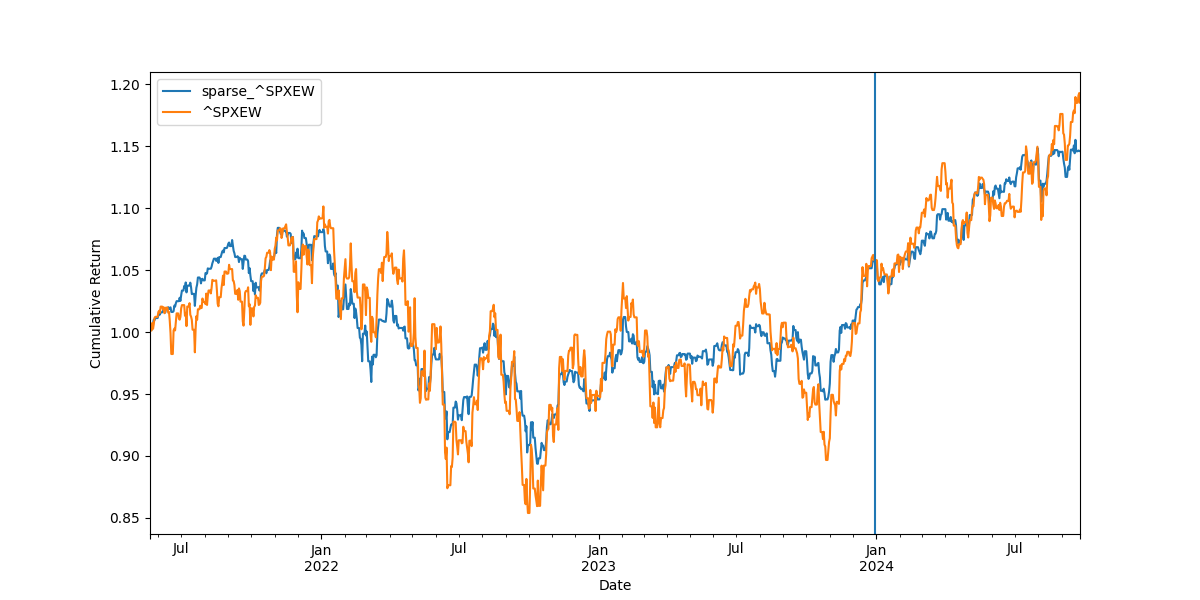 sparse_^SPXEW
^SPXEW
Cumulative Return
1.20
1.15
1.10
1.05
1.00
0.95
0.90
0.85
Jul
Jan
2022
Jul
Jan
2023
Jul
Jan
2024
Jul
Date